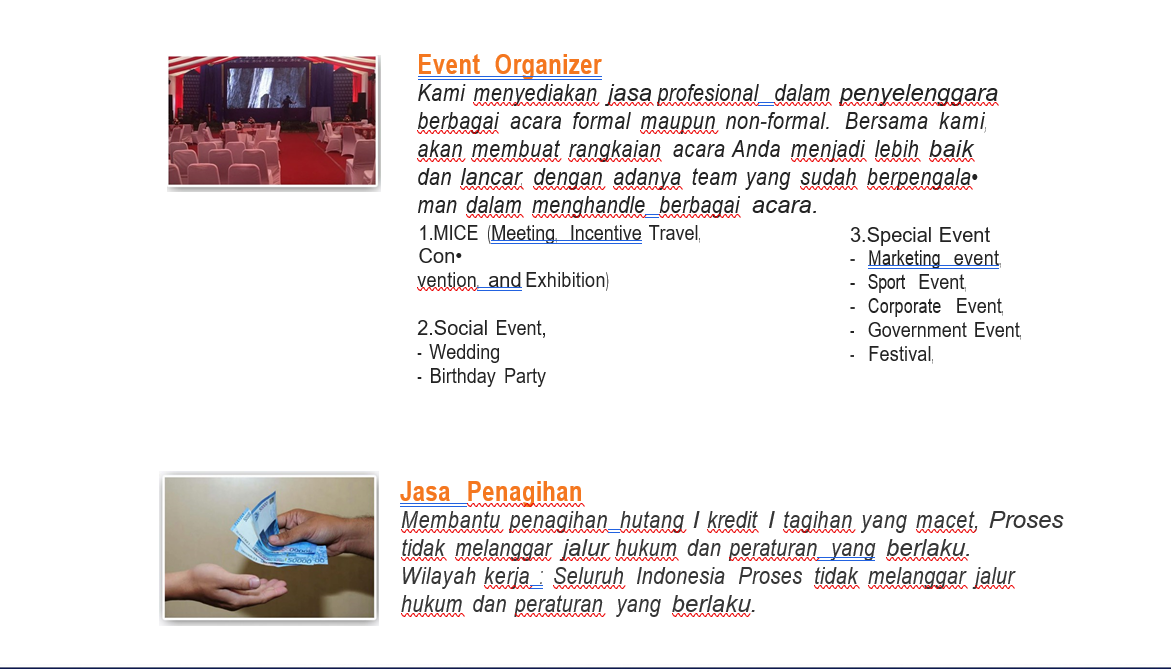 Event Organizer
Kami menyediakan jasa profesional dalam penyelenggara
berbagai acara formal maupun non-formal. Bersama kami,
akan membuat rangkaian acara Anda menjadi lebih baik
dan lancar, dengan adanya team yang sudah berpengala•
man dalam menghandle berbagai acara.
1.MICE (Meeting, Incentive Travel,
Con•
vention, and Exhibition)
2.Social Event,
- Wedding
- Birthday Party
3.Special Event
- Marketing event,
- Sport Event,
- Corporate Event,
- Government Event,
- Festival,
Jasa Penagihan
Membantu penagihan hutang I kredit I tagihan yang macet, Proses
tidak melanggar jalur hukum dan peraturan yang berlaku.
Wilayah kerja : Seluruh Indonesia Proses tidak melanggar jalur
hukum dan peraturan yang berlaku.